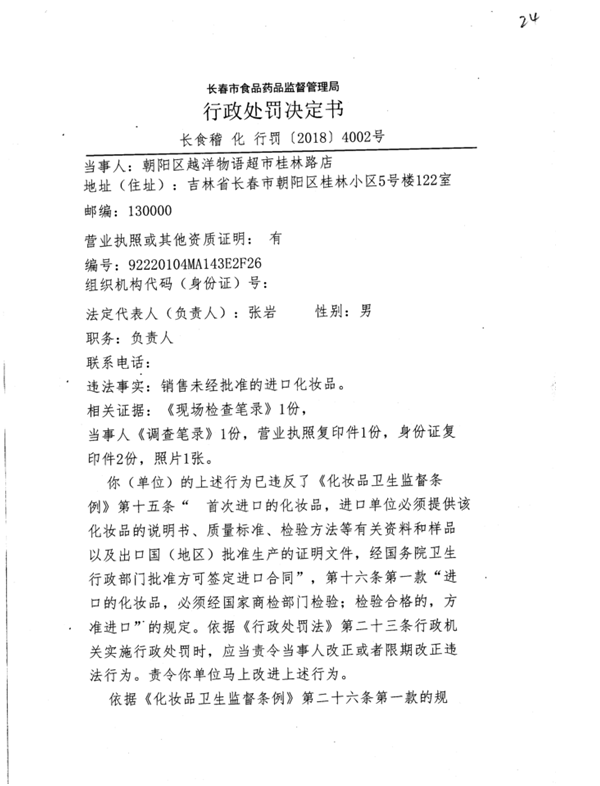 24
长春市食品药品监督管理局
行政处罚决定书
长食稽 化 行罚〔2018〕4002号
当事人：朝阳区越洋物语超市桂林路店
地址（住址）：吉林省长春市朝阳区桂林小区5号楼122室
邮编：130000
营业执照或其他资质证明： 有
编号：92220104MA143E2F26
组织机构代码（身份证）号：
法定代表人（负责人）：张岩 性别：男
职务：负责人
联系电话：
违法事实：销售未经批准的进口化妆品。
相关证据：《现场检查笔录》1份，
当事人《调查笔录》1份，营业执照复印件1份，身份证复
印件2份，照片1张。
你（单位）的上述行为已违反了《化妆品卫生监督条
例》第十五条“ 首次进口的化妆品，进口单位必须提供该
化妆品的说明书、质量标准、检验方法等有关资料和样品
以及出口国（地区）批准生产的证明文件，经国务院卫生
行政部门批准方可签定进口合同”，第十六条第一款“进
口的化妆品，必须经国家商检部门检验；检验合格的，方
准进口”的规定。依据《行政处罚法》第二十三条行政机
关实施行政处罚时，应当责令当事人改正或者限期改正违
法行为。责令你单位马上改进上述行为。
依据《化妆品卫生监督条例》第二十六条第一款的规